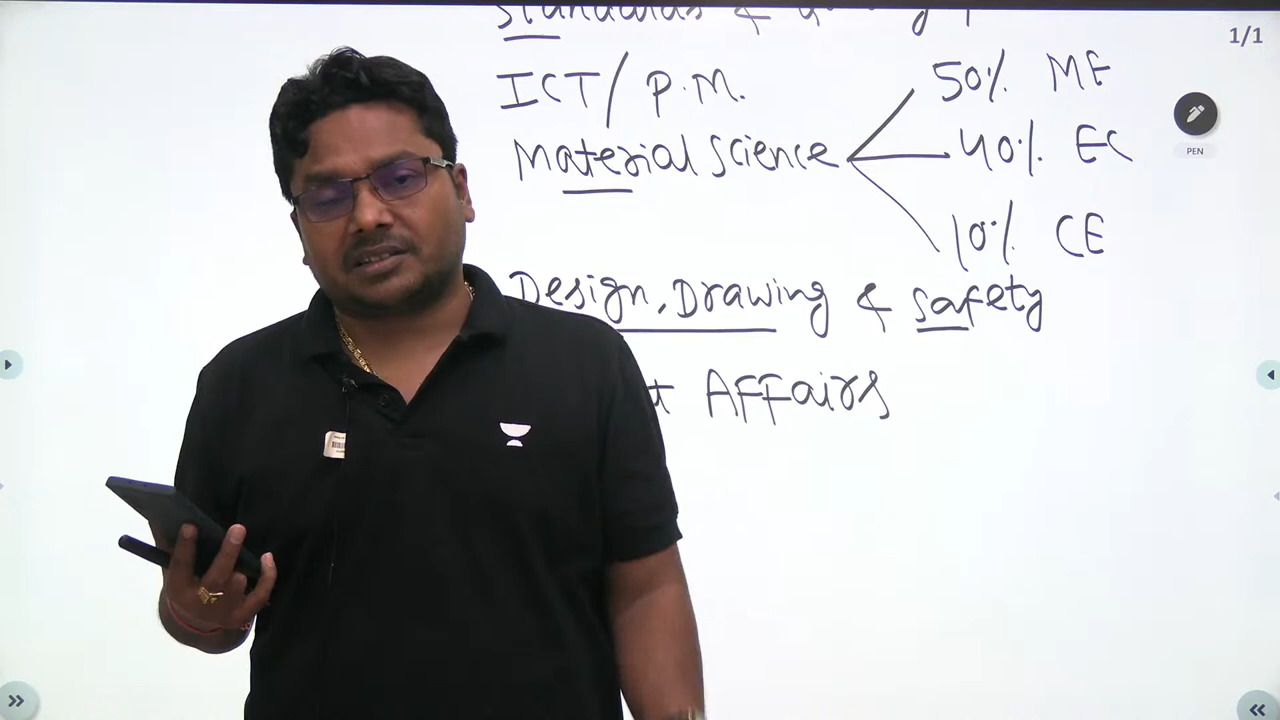 1/1
&
ICT/ P.M.
50% ME
PEN
Material Science
40% EC
10% CE
Design, Drawing & Safety
Affairs